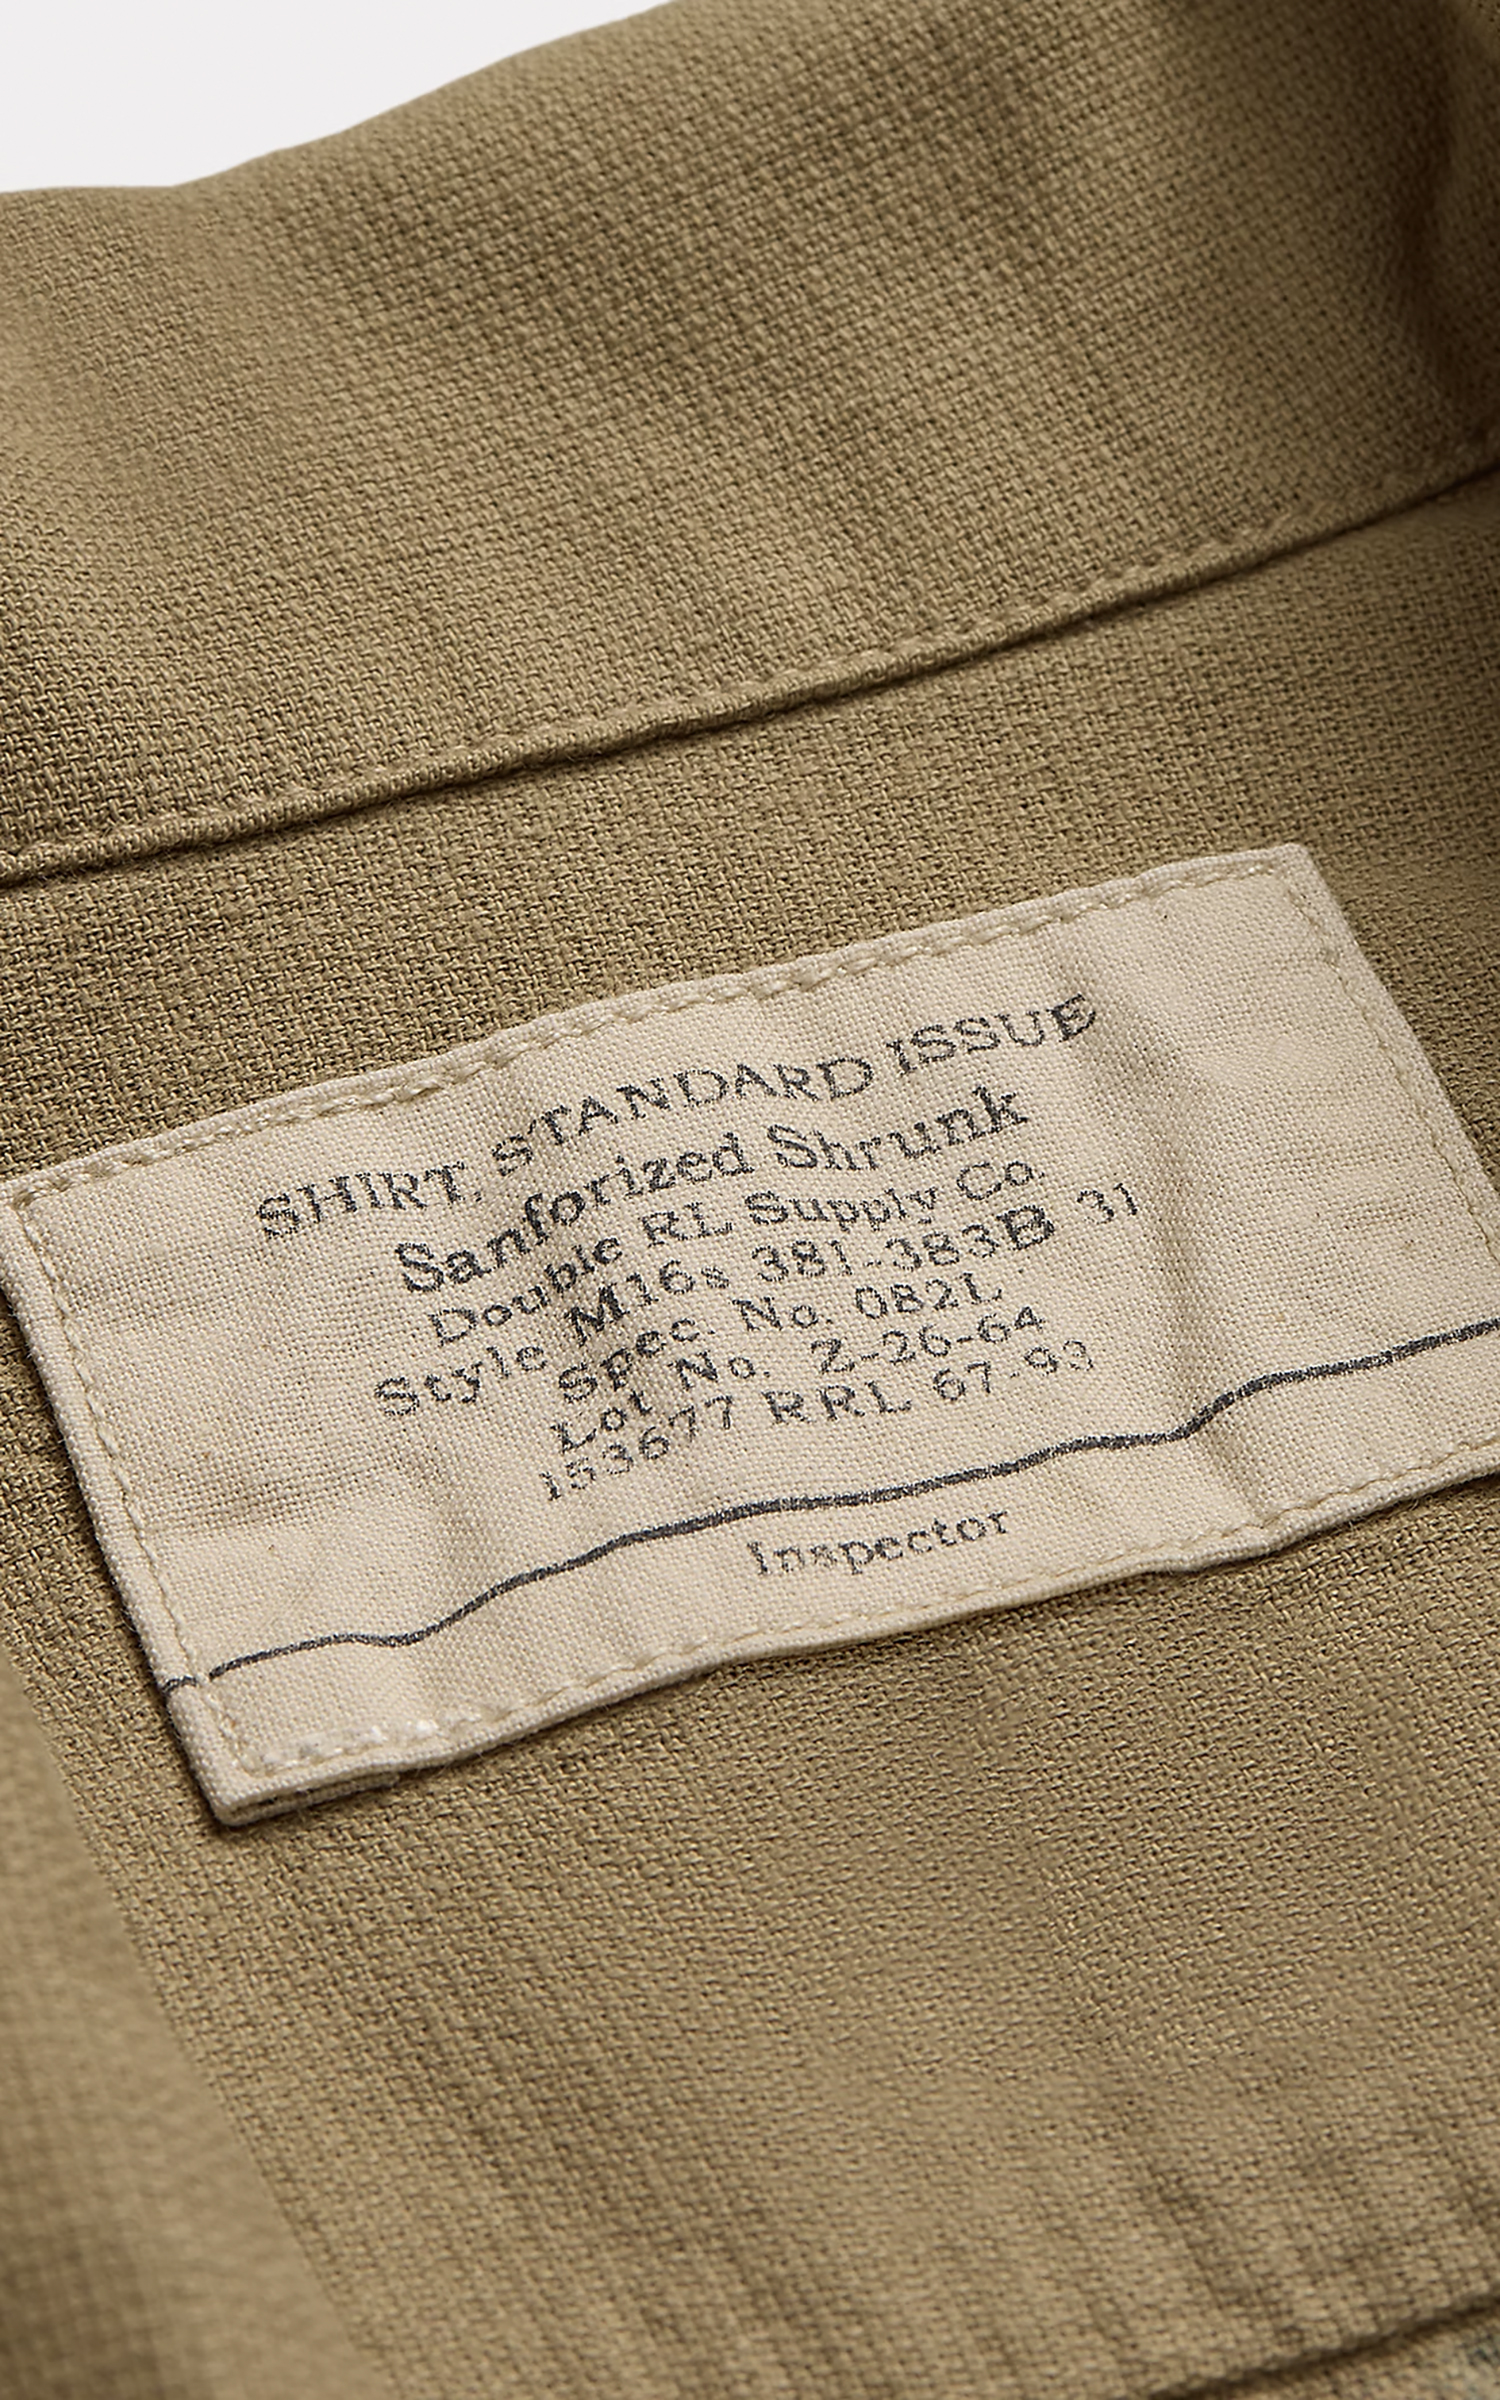 SHIRT, STANDARD ISSUE
Sanforized Shrunk
Double RL Supply Co.
Style M16s 381-383B 31
Spec. No. 082L
Lot No. Z-26-64
153677 RRL 67-93
Inspector